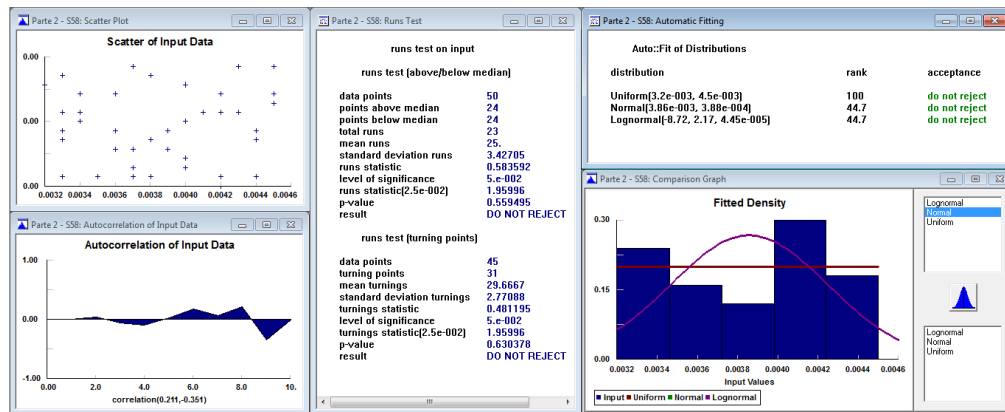 Parte 2 - S58: Scatter Plot
Scatter of Input Data
0.00
0.00
0.00
0.0032 0.0034 0.0036 0.0038 0.0040 0.0042 0.0044 0.0046
Parte 2 - S58: Autocorrelation of Input Data
Autocorrelation of Input Data
1.00
0.00
-1.00
0.00 2.0 4.0 6.0 8.0 10.
correlation(0.211,-0.351)
Parte 2 - S58: Runs Test
runs test on input
runs test (above/below median)
data points 50
points above median 24
points below median 24
total runs 23
mean runs 25.
standard deviation runs 3.42705
runs statistic 0.583592
level of significance 5.e-002
runs statistic(2.5e-002) 1.95996
p-value 0.559495
result DO NOT REJECT
runs test (turning points)
data points 45
turning points 31
mean turnings 29.6667
standard deviation turnings 2.77088
turnings statistic 0.481195
level of significance 5.e-002
turnings statistic(2.5e-002) 1.95996
p-value 0.630378
result DO NOT REJECT
Parte 2 - S58: Automatic Fitting
Auto::Fit of Distributions
distribution rank acceptance
Uniform(3.2e-003, 4.5e-003) 100 do not reject
Normal(3.86e-003, 3.88e-004) 44.7 do not reject
Lognormal(-8.72, 2.17, 4.45e-005) 44.7 do not reject
Parte 2 - S58: Comparison Graph
Fitted Density
0.30
0.15
0.00
0.0032 0.0034 0.0036 0.0038 0.0040 0.0042 0.0044 0.0046
Input Values
Input Uniform Normal Lognormal
Lognormal
Normal
Uniform
Lognormal
Normal
Uniform